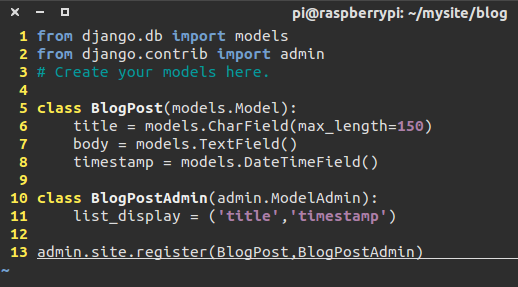 pi@raspberrypi: ~/mysite/blog
1 from django.db import models
2 from django.contrib import admin
3 # Create your models here.
4
5 class BlogPost(models.Model):
6     title = models.CharField(max_length=150)
7     body = models.TextField()
8     timestamp = models.DateTimeField()
9
10 class BlogPostAdmin(admin.ModelAdmin):
11     list_display = ('title','timestamp')
12
13 admin.site.register(BlogPost,BlogPostAdmin)
~